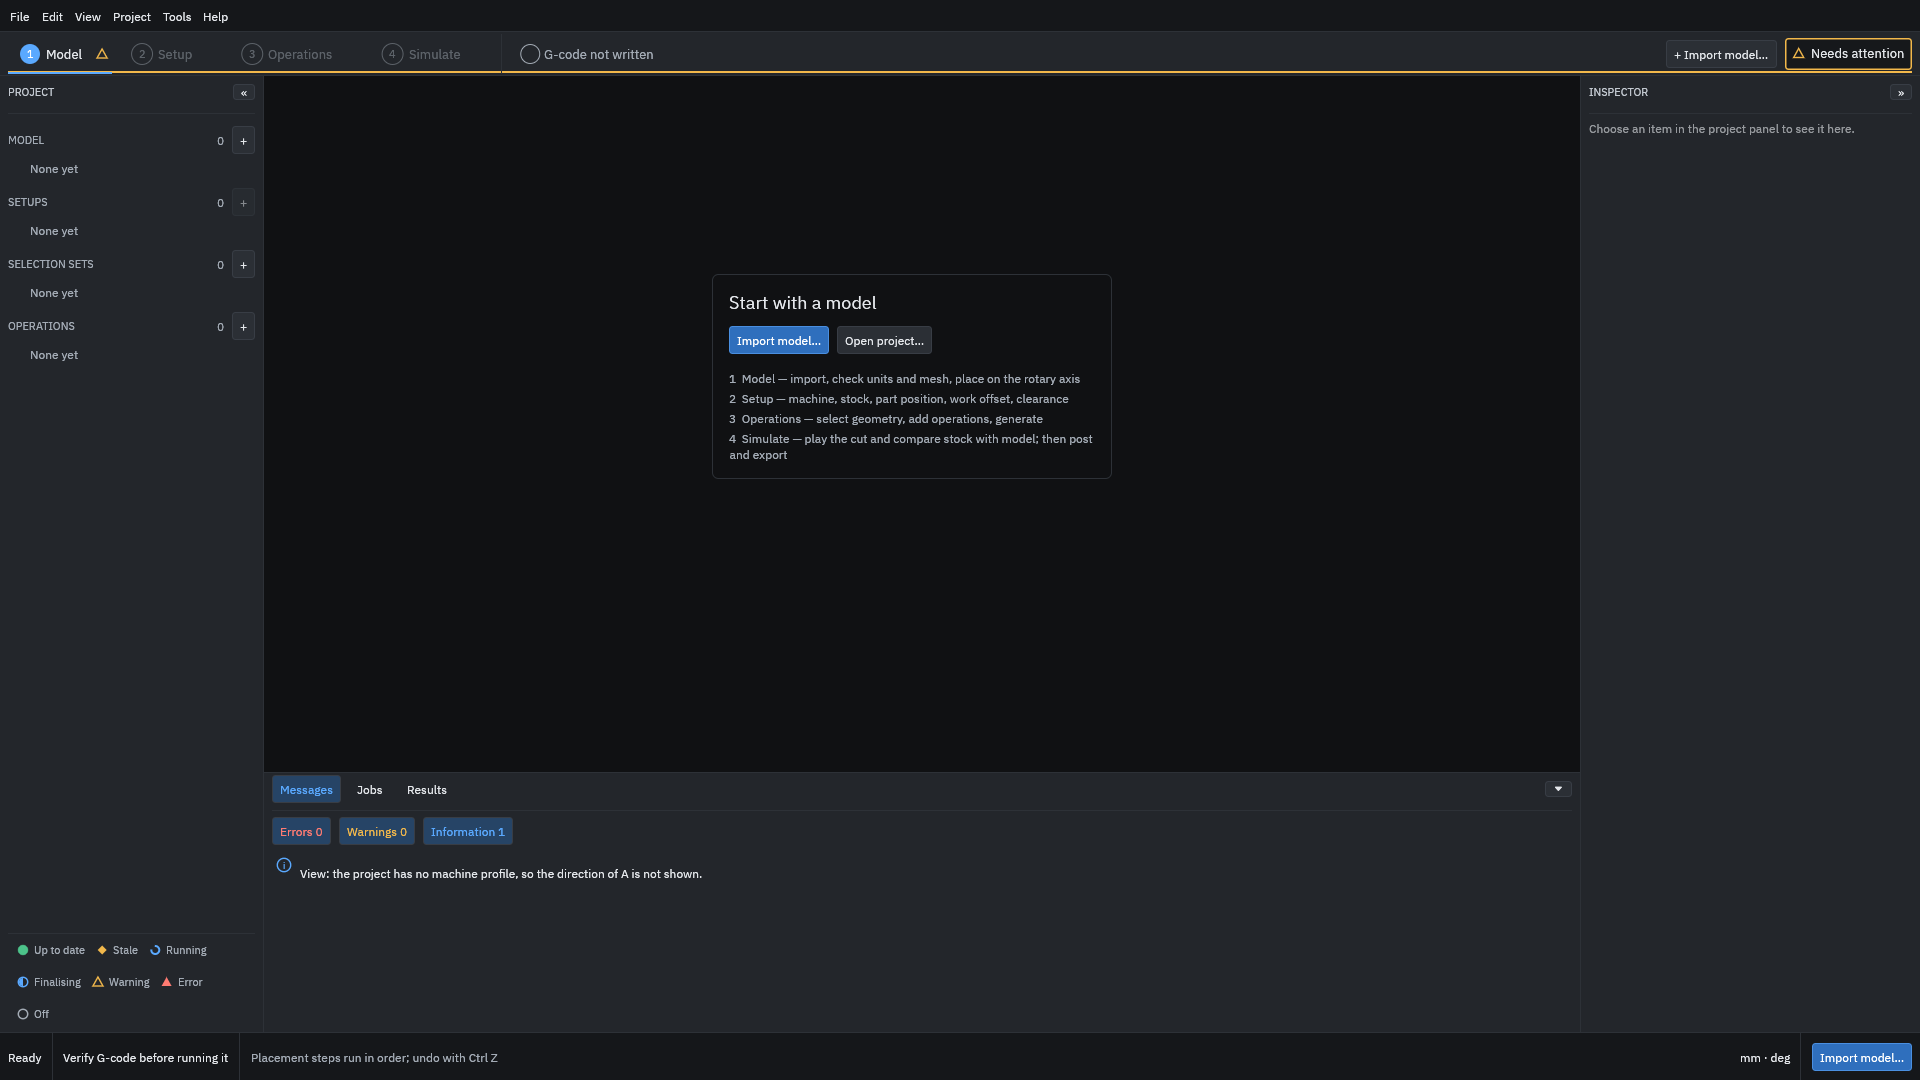 File Edit View Project Tools Help
1 Model 2 Setup 3 Operations 4 Simulate G-code not written + Import model... Needs attention
PROJECT «
MODEL 0 +
None yet
SETUPS 0 +
None yet
SELECTION SETS 0 +
None yet
OPERATIONS 0 +
None yet
Up to date Stale Running
Finalising Warning Error
Off
Start with a model
Import model... Open project...
1 Model — import, check units and mesh, place on the rotary axis
2 Setup — machine, stock, part position, work offset, clearance
3 Operations — select geometry, add operations, generate
4 Simulate — play the cut and compare stock with model; then post
and export
Messages Jobs Results
Errors 0 Warnings 0 Information 1
View: the project has no machine profile, so the direction of A is not shown.
INSPECTOR »
Choose an item in the project panel to see it here.
Ready Verify G-code before running it Placement steps run in order; undo with Ctrl Z mm · deg Import model...